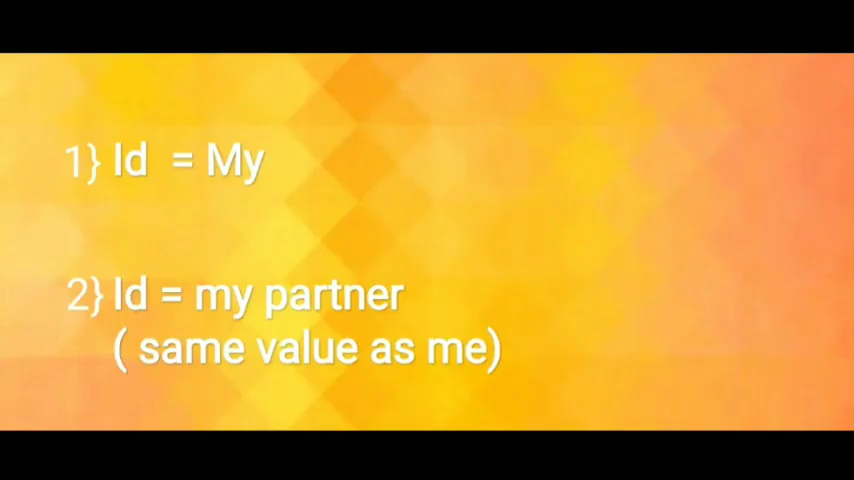 1} Id = My
2} Id = my partner
( same value as me)